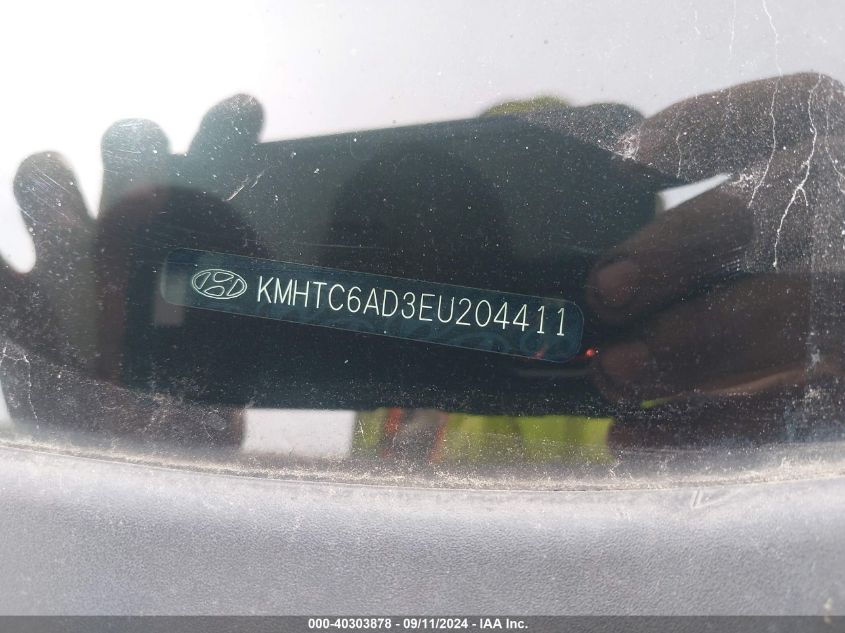 KMHTC6AD3EU204411
000-40303878 - 09/11/2024 - IAA Inc.